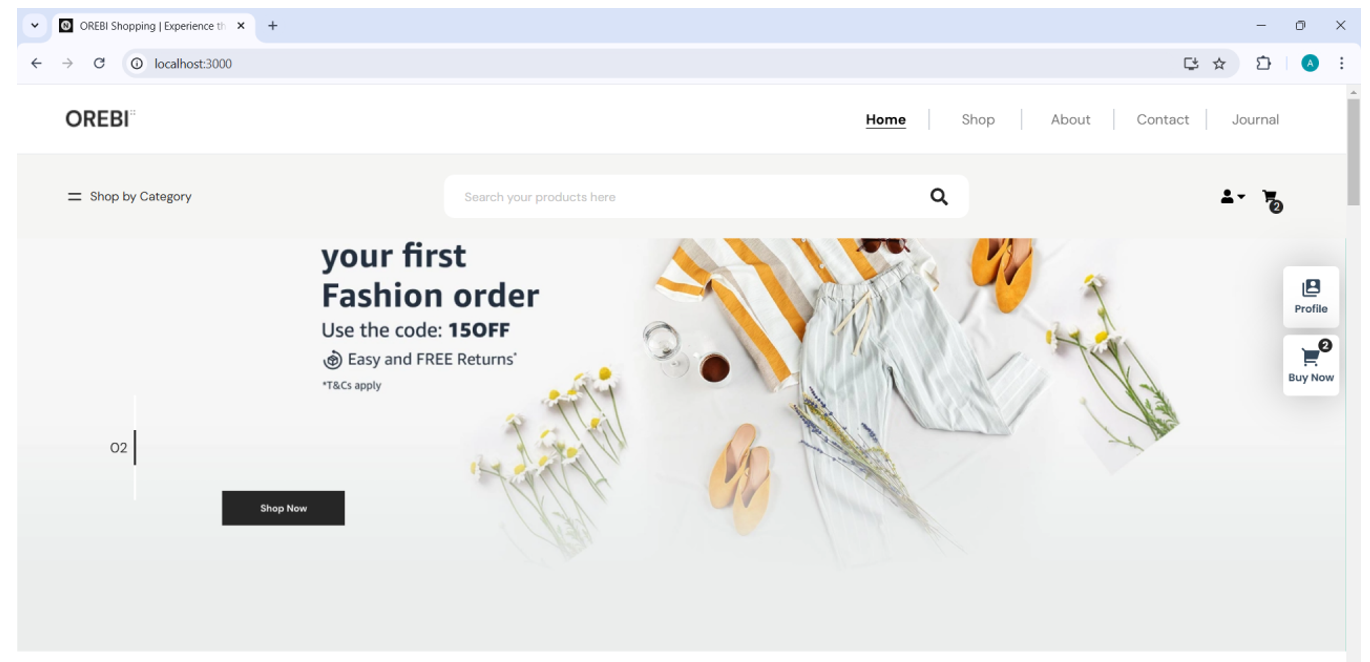 OREBI Shopping | Experience th
localhost:3000
A
OREBI
Home
Shop
About
Contact
Journal
Shop by Category
Search your products here
2
your first
Fashion order
Use the code: 15OFF
Easy and FREE Returns*
*T&Cs apply
Profile
2
Buy Now
02
Shop Now